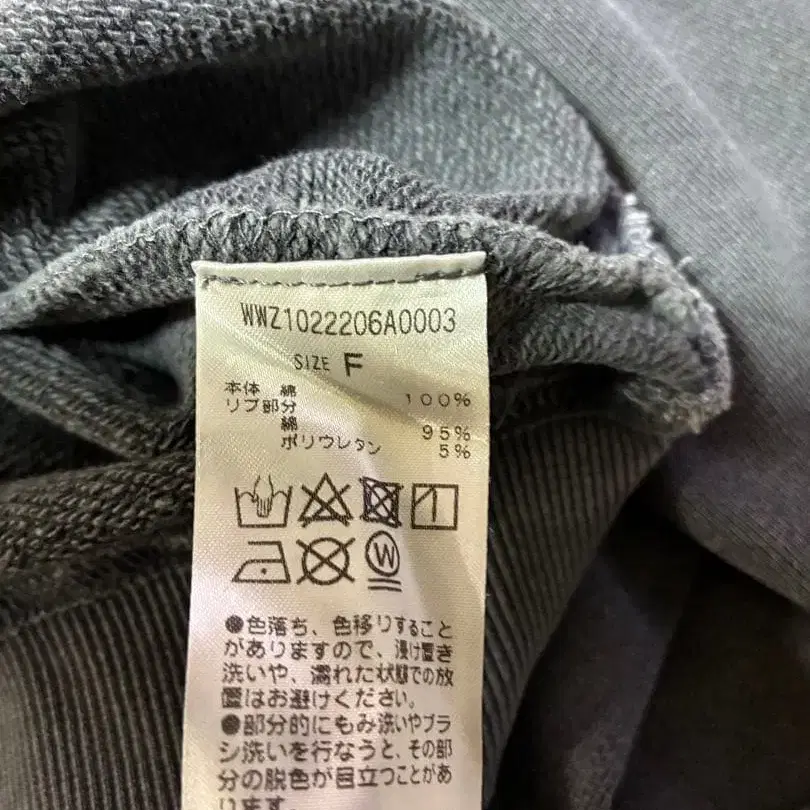 WWZ1022206A0003
SIZE F
本体 綿 100%
リブ部分
綿 95%
ポリウレタン 5%
W
●色落ち、色移りすること
がありますので、浸け置き
洗いや、濡れた状態での放
置はお避けください。
●部分的にもみ洗いやブラ
シ洗いを行なうと、その部
分の脱色が目立つことがあ
ります。